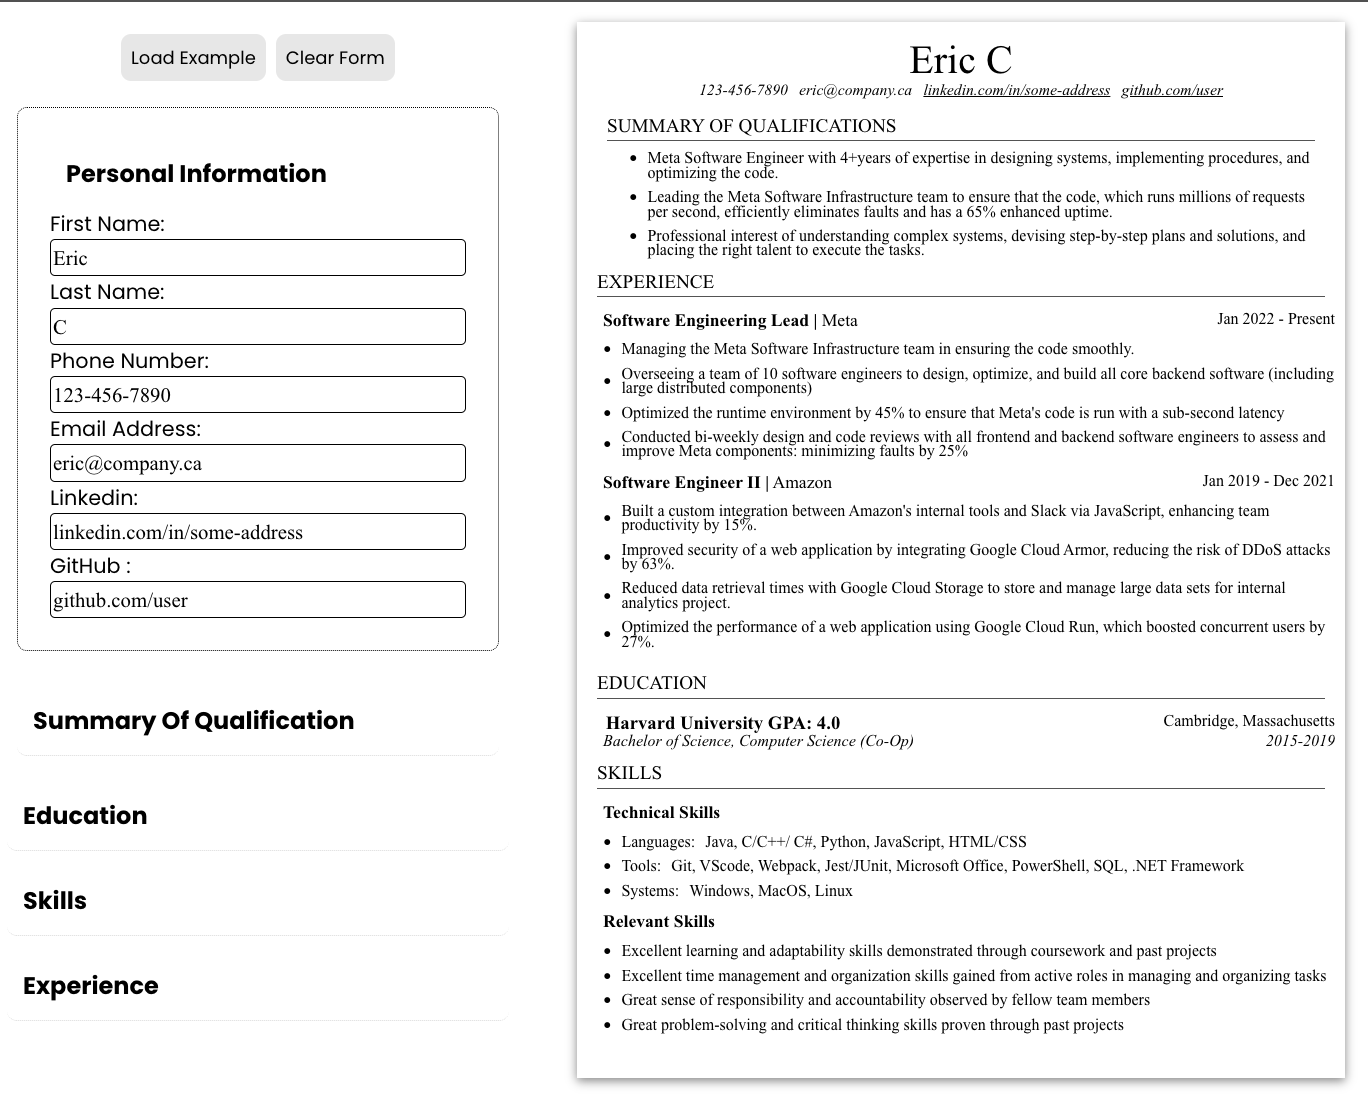 Load Example
Clear Form
Personal Information
First Name:
Eric
Last Name:
C
Phone Number:
123-456-7890
Email Address:
eric@company.ca
Linkedin:
linkedin.com/in/some-address
GitHub :
github.com/user
Summary Of Qualification
Education
Skills
Experience
Eric C
123-456-7890 eric@company.ca linkedin.com/in/some-address github.com/user
SUMMARY OF QUALIFICATIONS
• Meta Software Engineer with 4+years of expertise in designing systems, implementing procedures, and
optimizing the code.
• Leading the Meta Software Infrastructure team to ensure that the code, which runs millions of requests
per second, efficiently eliminates faults and has a 65% enhanced uptime.
• Professional interest of understanding complex systems, devising step-by-step plans and solutions, and
placing the right talent to execute the tasks.
EXPERIENCE
Software Engineering Lead | Meta Jan 2022 - Present
• Managing the Meta Software Infrastructure team in ensuring the code smoothly.
• Overseeing a team of 10 software engineers to design, optimize, and build all core backend software (including
large distributed components)
• Optimized the runtime environment by 45% to ensure that Meta's code is run with a sub-second latency
• Conducted bi-weekly design and code reviews with all frontend and backend software engineers to assess and
improve Meta components: minimizing faults by 25%
Software Engineer II | Amazon Jan 2019 - Dec 2021
• Built a custom integration between Amazon's internal tools and Slack via JavaScript, enhancing team
productivity by 15%.
• Improved security of a web application by integrating Google Cloud Armor, reducing the risk of DDoS attacks
by 63%.
• Reduced data retrieval times with Google Cloud Storage to store and manage large data sets for internal
analytics project.
• Optimized the performance of a web application using Google Cloud Run, which boosted concurrent users by
27%.
EDUCATION
Harvard University GPA: 4.0 Cambridge, Massachusetts
Bachelor of Science, Computer Science (Co-Op) 2015-2019
SKILLS
Technical Skills
• Languages: Java, C/C++/ C#, Python, JavaScript, HTML/CSS
• Tools: Git, VScode, Webpack, Jest/JUnit, Microsoft Office, PowerShell, SQL, .NET Framework
• Systems: Windows, MacOS, Linux
Relevant Skills
• Excellent learning and adaptability skills demonstrated through coursework and past projects
• Excellent time management and organization skills gained from active roles in managing and organizing tasks
• Great sense of responsibility and accountability observed by fellow team members
• Great problem-solving and critical thinking skills proven through past projects